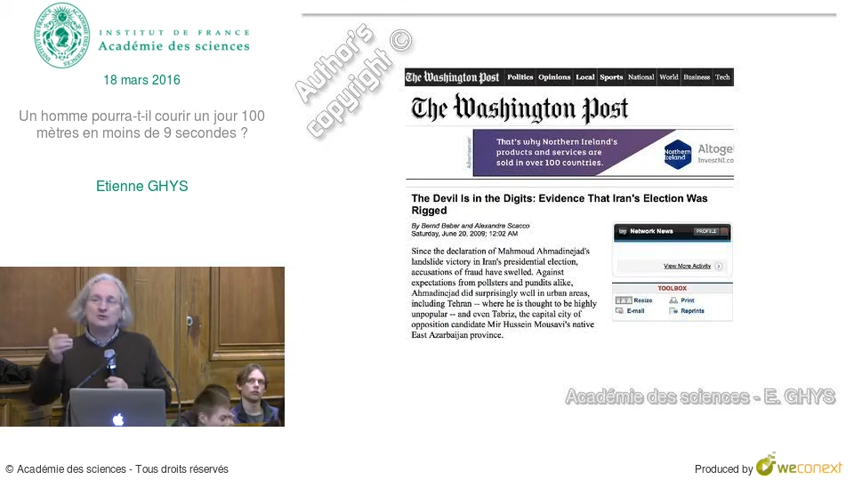 INSTITUT DE FRANCE
Académie des sciences
18 mars 2016
Un homme pourra-t-il courir un jour 100
mètres en moins de 9 secondes ?
Etienne GHYS
Author's
copyright ©
The Washington Post Politics Opinions Local Sports National World Business Tech
The Washington Post
Advertisement
That's why Northern Ireland's
products and services are
sold in over 100 countries.
Northern
Ireland
Altoge
InvestNI.co
The Devil Is in the Digits: Evidence That Iran's Election Was
Rigged
By Bernd Beber and Alexandra Scacco
Saturday, June 20, 2009; 12:02 AM
Since the declaration of Mahmoud Ahmadinejad's
landslide victory in Iran's presidential election,
accusations of fraud have swelled. Against
expectations from pollsters and pundits alike,
Ahmadinejad did surprisingly well in urban areas,
including Tehran -- where he is thought to be highly
unpopular -- and even Tabriz, the capital city of
opposition candidate Mir Hussein Mousavi's native
East Azarbaijan province.
Network News PROFILE
View More Activity
TOOLBOX
Resize Print
E-mail Reprints
Académie des sciences - E. GHYS
© Académie des sciences - Tous droits réservés
Produced by weconext